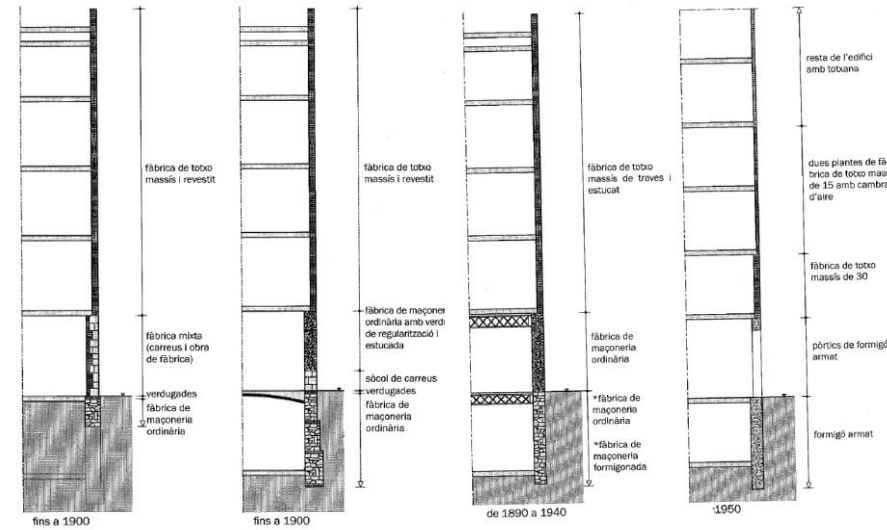 fàbrica de totxo
massís i revestit
fàbrica mixta
(carreus i obra
de fàbrica)
verdugades
fàbrica de
maçoneria
ordinària
fins a 1900
fàbrica de totxo
massís i revestit
fàbrica de maçoner
ordinària amb verd
de regularització i
estucada
sòcol de carreus
verdugades
fàbrica de
maçoneria
ordinària
fins a 1900
fàbrica de totxo
massís de traves i
estucat
fàbrica de
maçoneria
ordinària
*fàbrica de
maçoneria
ordinària
*fàbrica de
maçoneria
formigonada
de 1890 a 1940
resta de l'edifici
amb totxana
dues plantes de fà-
brica de totxo mas
de 15 amb cambra
d'aire
fàbrica de totxo
massís de 30
pòrtics de formigó
armat
formigó armat
1950